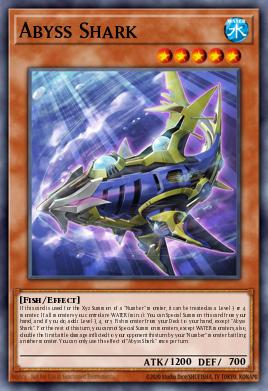 Abyss Shark
WATER
水
[Fish/Effect]
If this card is used for the Xyz Summon of a "Number" monster, it can be treated as a Level 3 or 4
monster. If all monsters you control are WATER (min. 1): You can Special Summon this card from your
hand, and if you do, add 1 Level 3, 4, or 5 Fish monster from your Deck to your hand, except "Abyss
Shark". For the rest of this turn, you cannot Special Summon monsters, except WATER monsters, also,
double the first battle damage inflicted to your opponent this turn by your "Number" monster battling
another monster. You can only use this effect of "Abyss Shark" once per turn.
ATK/1200 DEF/ 700